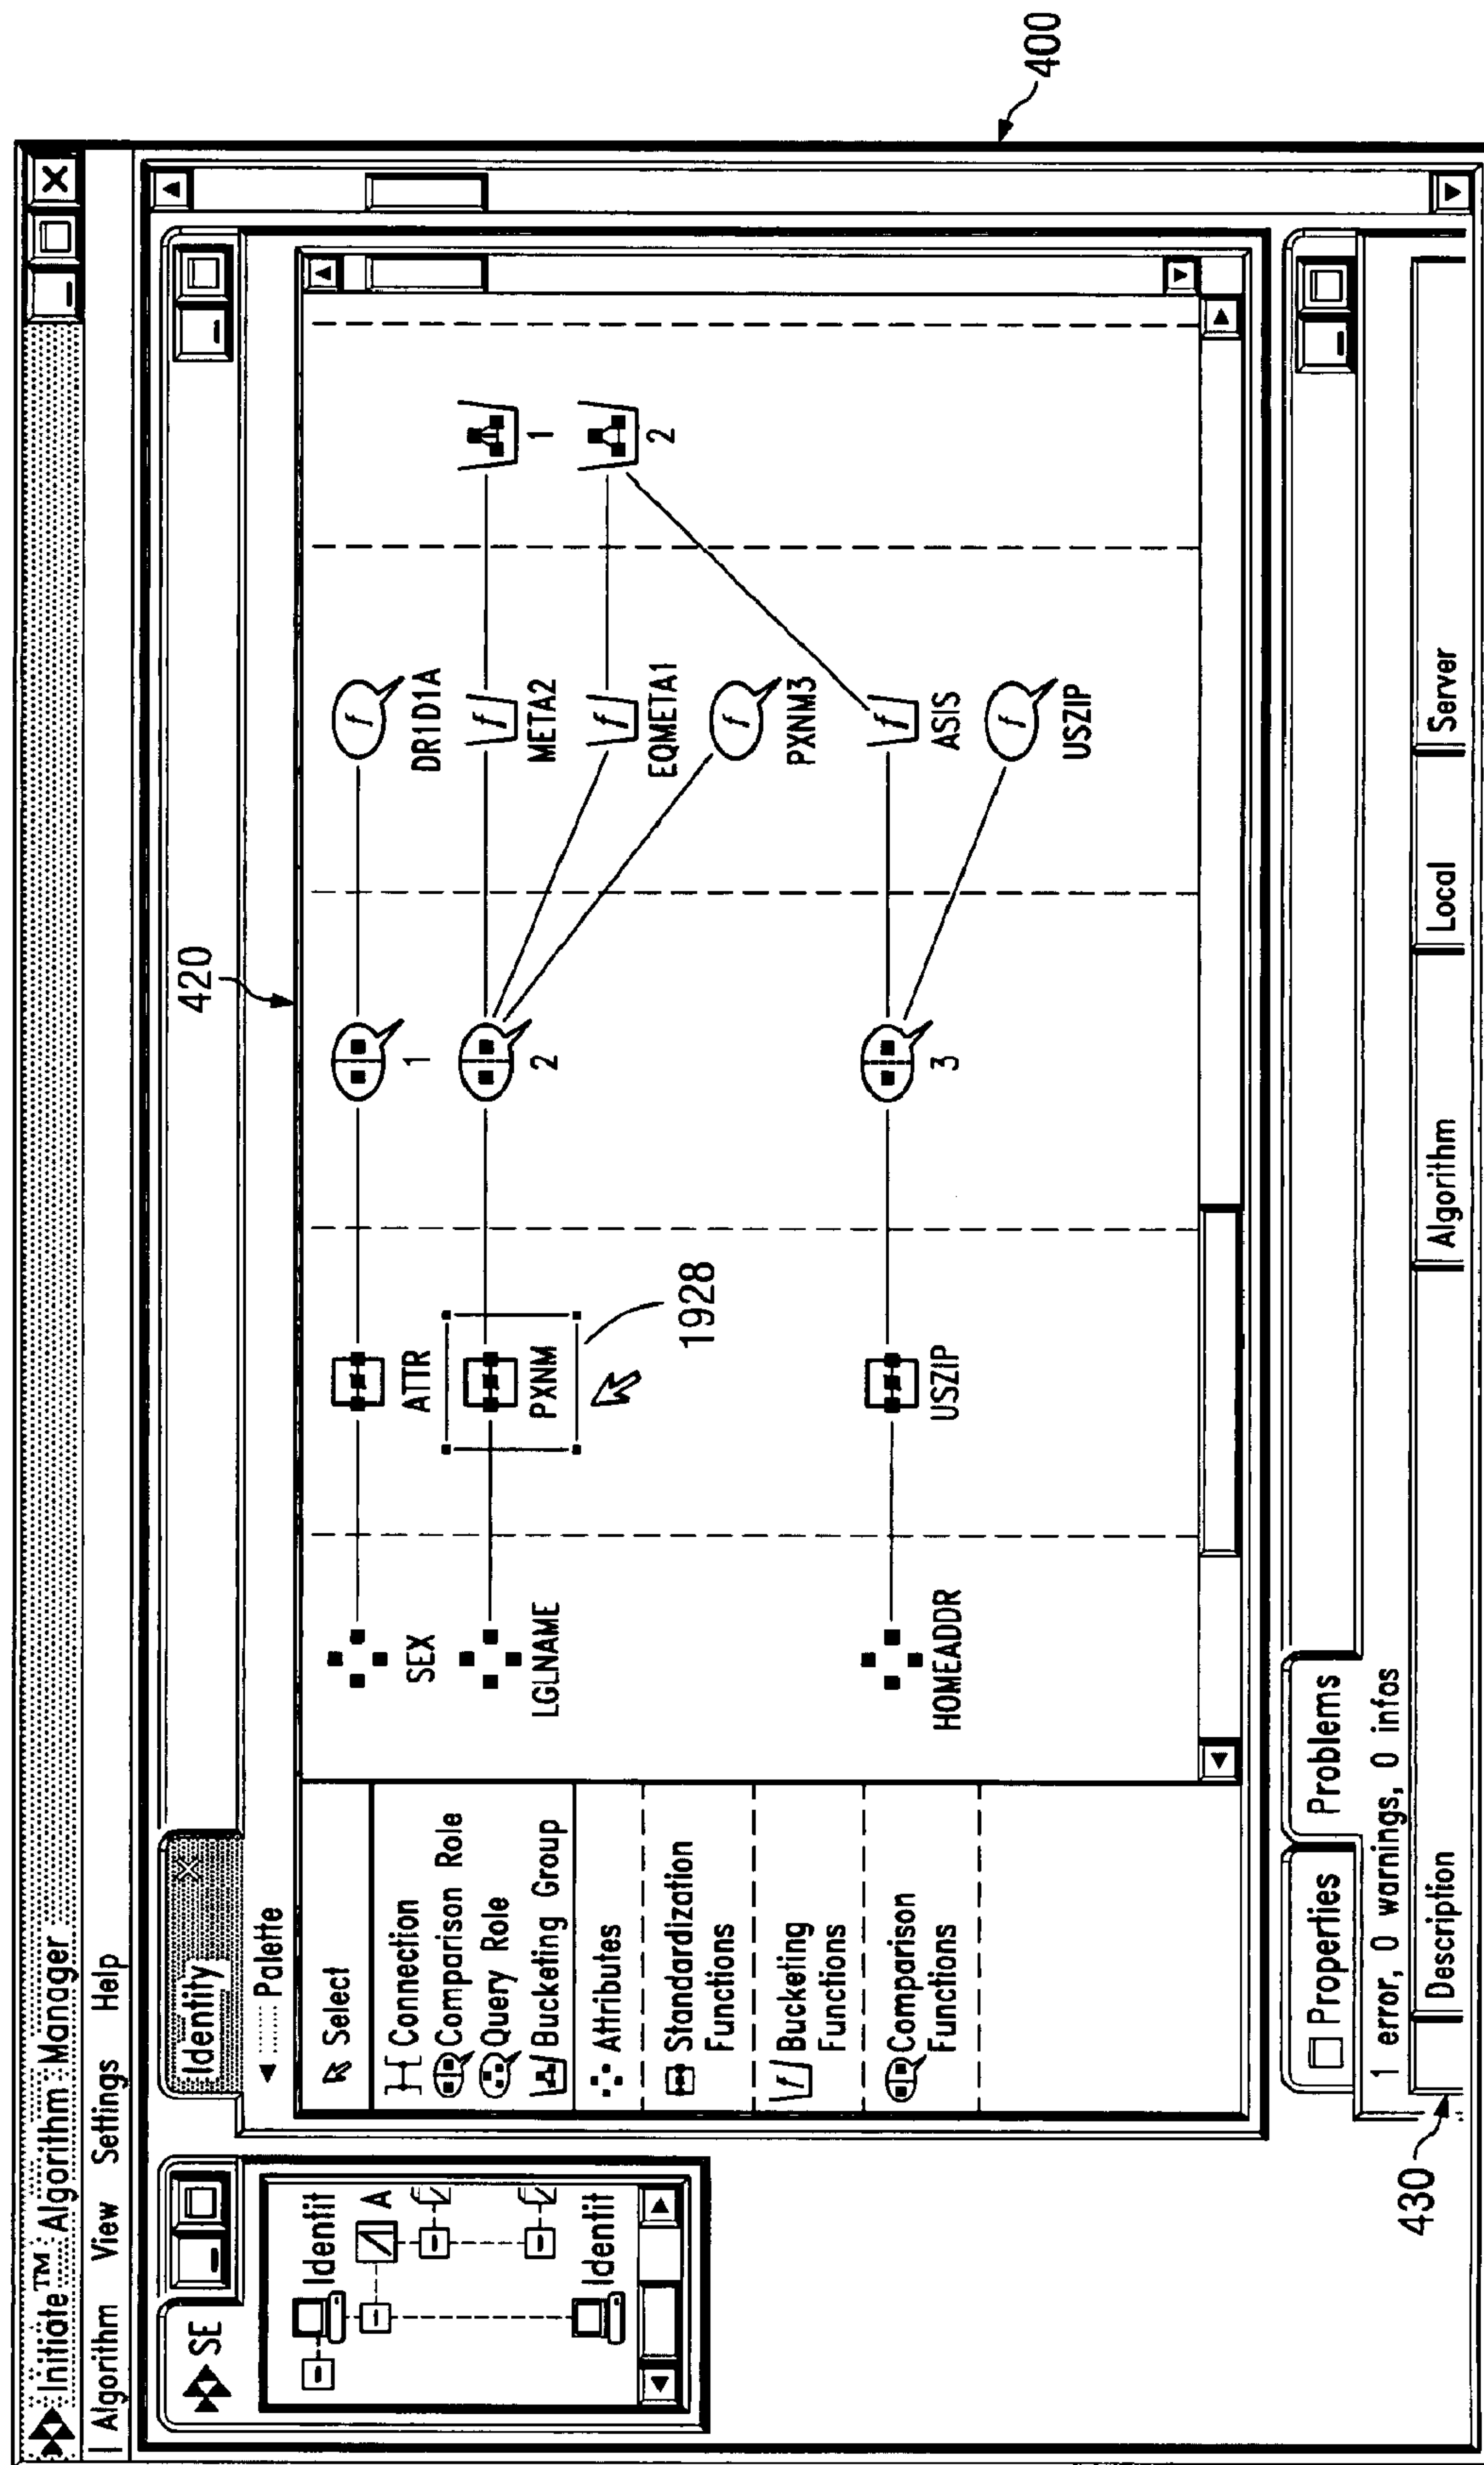 Initiate™ Algorithm Manager
Algorithm View Settings Help
SE
Identit
A
Identit
Identity
Palette
Select
Connection
Comparison Role
Query Role
Bucketing Group
Attributes
Standardization
Functions
Bucketing
Functions
Comparison
Functions
420
400
SEX
ATTR
1
DR1D1A
LGLNAME
PXNM
2
META2
1
1928
EQMETA1
2
PXNM3
HOMEADDR
USZIP
3
ASIS
USZIP
Properties
Problems
1 error, 0 warnings, 0 infos
Description
Algorithm
Local
Server
430